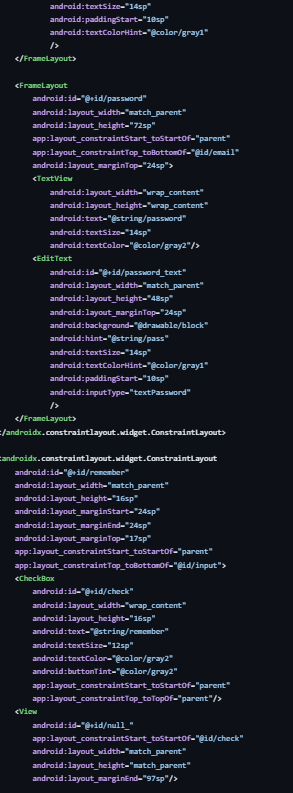 android:textSize="14sp"
android:paddingStart="10sp"
android:textColorHint="@color/gray1"
/>
</FrameLayout>
<FrameLayout
android:id="@+id/password"
android:layout_width="match_parent"
android:layout_height="72sp"
app:layout_constraintStart_toStartOf="parent"
app:layout_constraintTop_toBottomOf="@id/email"
android:layout_marginTop="24sp">
<TextView
android:layout_width="wrap_content"
android:layout_height="wrap_content"
android:text="@string/password"
android:textSize="14sp"
android:textColor="@color/gray2"/>
<EditText
android:id="@+id/password_text"
android:layout_width="match_parent"
android:layout_height="48sp"
android:layout_marginTop="24sp"
android:background="@drawable/block"
android:hint="@string/pass"
android:textSize="14sp"
android:textColorHint="@color/gray1"
android:paddingStart="10sp"
android:inputType="textPassword"
/>
</FrameLayout>
</androidx.constraintlayout.widget.ConstraintLayout>
<androidx.constraintlayout.widget.ConstraintLayout
android:id="@+id/remember"
android:layout_width="match_parent"
android:layout_height="16sp"
android:layout_marginStart="24sp"
android:layout_marginEnd="24sp"
android:layout_marginTop="17sp"
app:layout_constraintStart_toStartOf="parent"
app:layout_constraintTop_toBottomOf="@id/input">
<CheckBox
android:id="@+id/check"
android:layout_width="wrap_content"
android:layout_height="16sp"
android:text="@string/remember"
android:textSize="12sp"
android:textColor="@color/gray2"
android:buttonTint="@color/gray2"
app:layout_constraintStart_toStartOf="parent"
app:layout_constraintTop_toTopOf="parent"/>
<View
android:id="@+id/null_"
app:layout_constraintStart_toStartOf="@id/check"
android:layout_width="match_parent"
android:layout_height="match_parent"
android:layout_marginEnd="97sp"/>